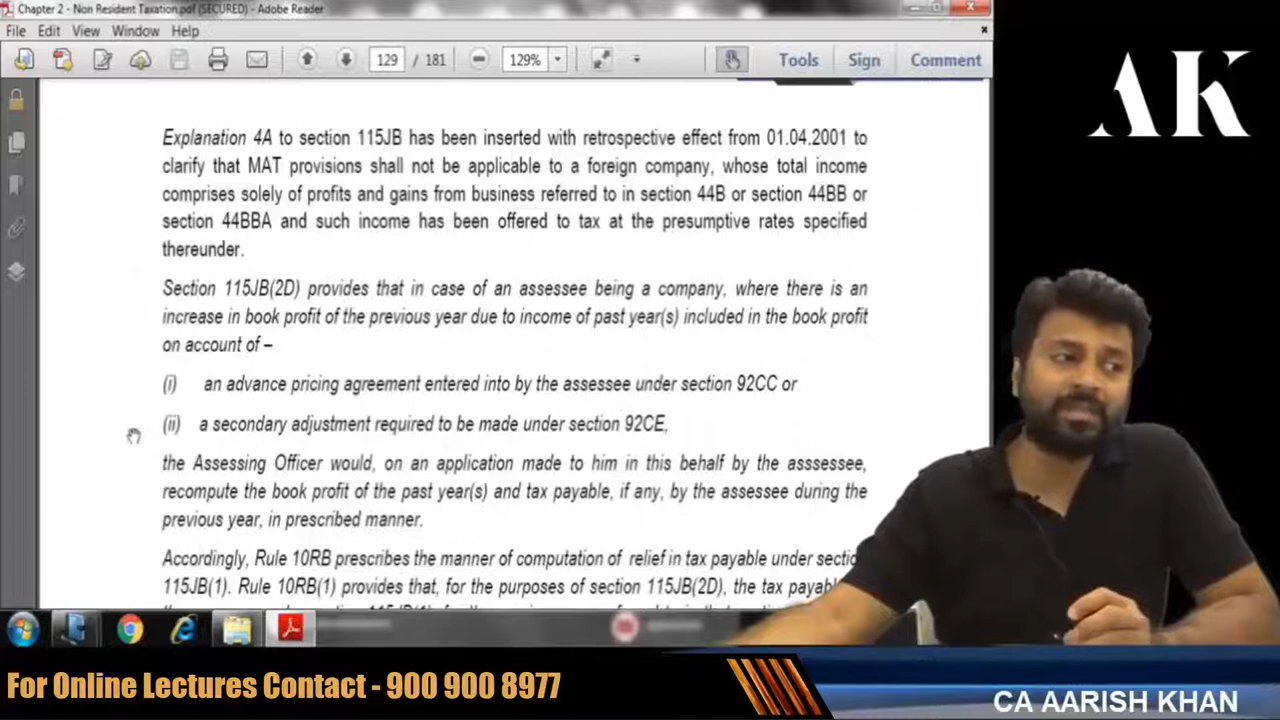 Chapter 2 - Non Resident Taxation.pdf (SECURED) - Adobe Reader
File Edit View Window Help
129 / 181 129% Tools Sign Comment
AK
Explanation 4A to section 115JB has been inserted with retrospective effect from 01.04.2001 to
clarify that MAT provisions shall not be applicable to a foreign company, whose total income
comprises solely of profits and gains from business referred to in section 44B or section 44BB or
section 44BBA and such income has been offered to tax at the presumptive rates specified
thereunder.
Section 115JB(2D) provides that in case of an assessee being a company, where there is an
increase in book profit of the previous year due to income of past year(s) included in the book profit
on account of –
(i) an advance pricing agreement entered into by the assessee under section 92CC or
(ii) a secondary adjustment required to be made under section 92CE,
the Assessing Officer would, on an application made to him in this behalf by the asssessee,
recompute the book profit of the past year(s) and tax payable, if any, by the assessee during the
previous year, in prescribed manner.
Accordingly, Rule 10RB prescribes the manner of computation of relief in tax payable under
115JB(1). Rule 10RB(1) provides that, for the purposes of section 115JB(2D), the tax
For Online Lectures Contact - 900 900 8977
CA AARISH KHAN